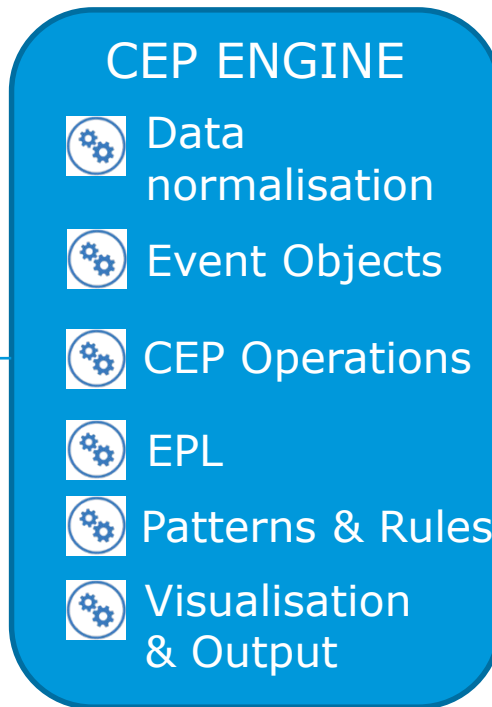 CEP ENGINE
Data
normalisation
Event Objects
CEP Operations
EPL
Patterns & Rules
Visualisation
& Output